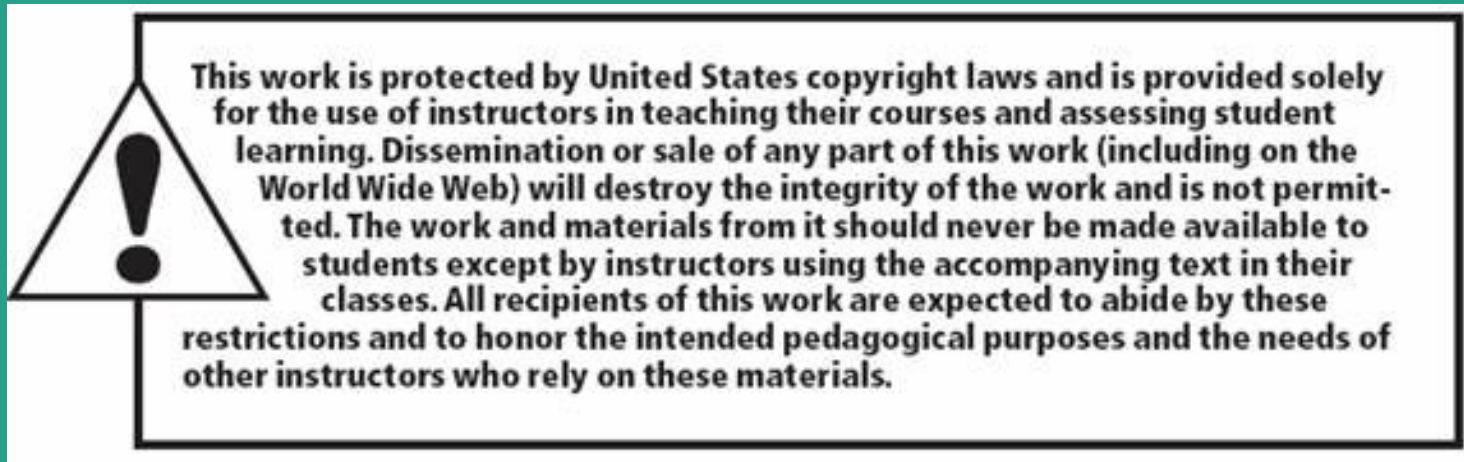 This work is protected by United States copyright laws and is provided solely
for the use of instructors in teaching their courses and assessing student
learning. Dissemination or sale of any part of this work (including on the
World Wide Web) will destroy the integrity of the work and is not permit-
ted. The work and materials from it should never be made available to
students except by instructors using the accompanying text in their
classes. All recipients of this work are expected to abide by these
restrictions and to honor the intended pedagogical purposes and the needs of
other instructors who rely on these materials.